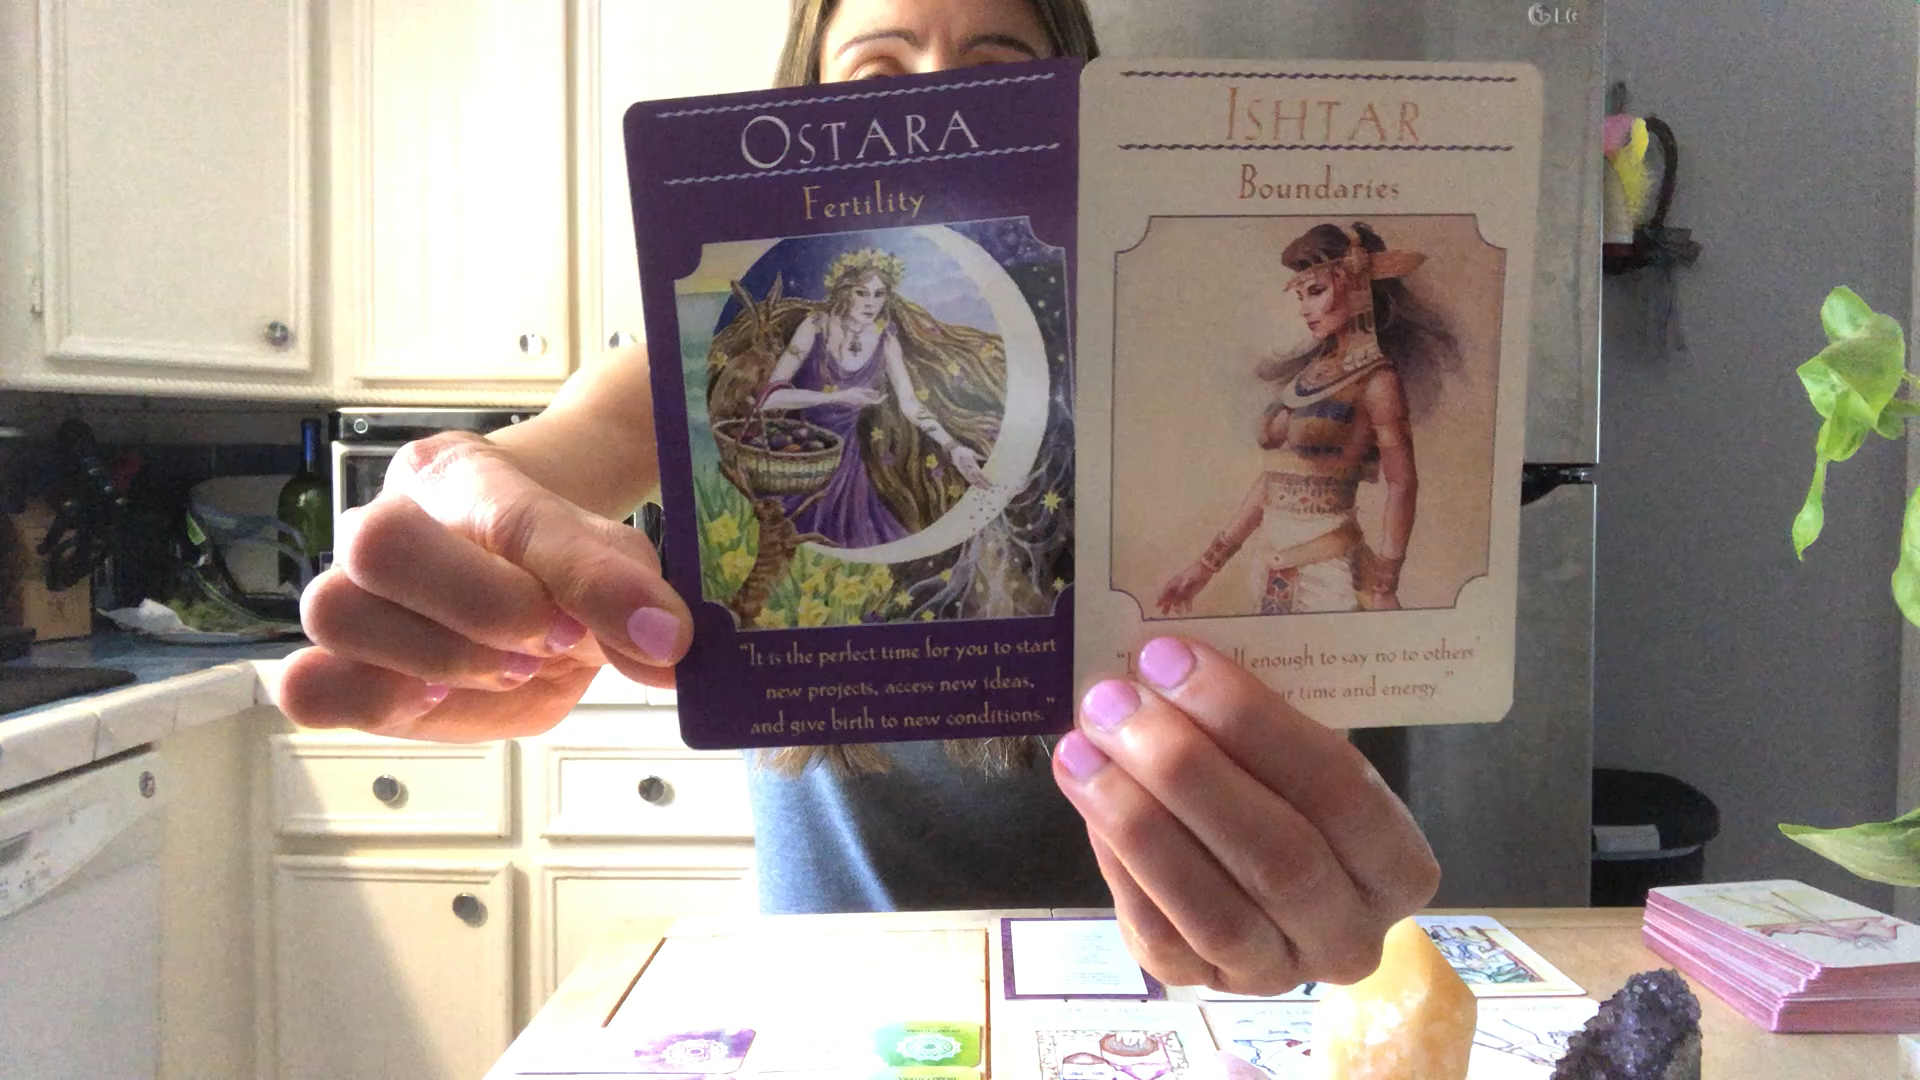 OSTARA
Fertility
"It is the perfect time for you to start
new projects, access new ideas,
and give birth to new conditions."
ISHTAR
Boundaries
enough to say no to others'
time and energy."